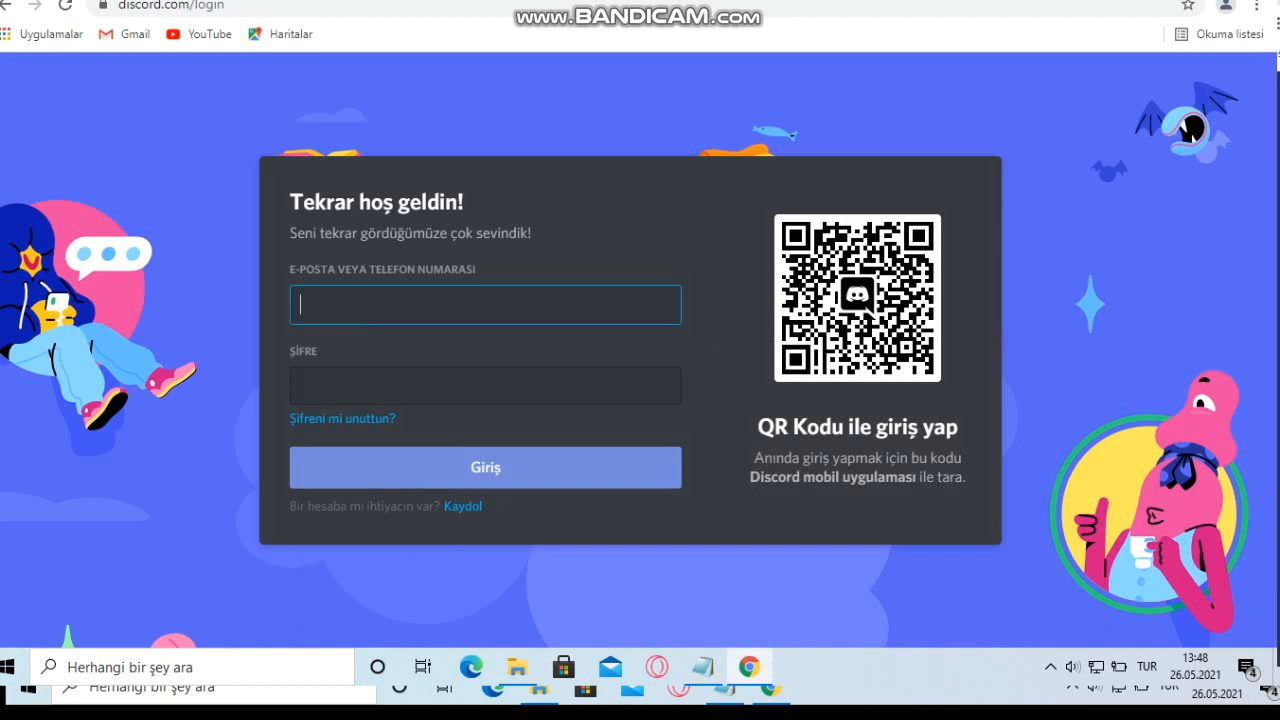 discord.com/login
www.BANDICAM.com
Uygulamalar
Gmail
YouTube
Haritalar
Okuma listesi
Tekrar hoş geldin!
Seni tekrar gördüğümüze çok sevindik!
E-POSTA VEYA TELEFON NUMARASI
ŞİFRE
Şifreni mi unuttun?
Giriş
Bir hesaba mı ihtiyacın var? Kaydol
QR Kodu ile giriş yap
Anında giriş yapmak için bu kodu
Discord mobil uygulaması ile tara.
Herhangi bir şey ara
TUR
13:48
26.05.2021
4
Herhangi bir şey ara
TUR
26.05.2021
4